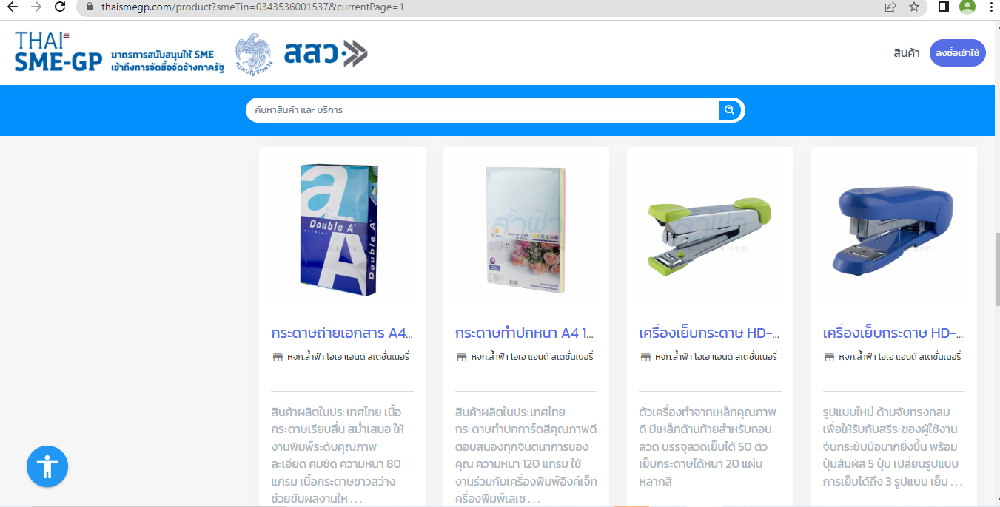 thaismegp.com/product?smeTin=0343536001537&currentPage=1
THAI
SME-GP
มาตรการสนับสนุนให้ SME
เข้าถึงการจัดซื้อจัดจ้างภาครัฐ
กรมบัญชีกลาง
สสว
สินค้า
ลงชื่อเข้าใช้
ค้นหาสินค้า และ บริการ
a
Double A
A
Double A
กระดาษถ่ายเอกสาร A4...
หจก.ล้ำฟ้า โอเอ แอนด์ สเตชั่นเนอรี่
สินค้าผลิตในประเทศไทย เนื้อ
กระดาษเรียบลื่น สม่ำเสมอ ให้
งานพิมพ์ระดับคุณภาพ
ละเอียด คมชัด ความหนา 80
แกรม เนื้อกระดาษขาวสว่าง
ช่วยขับผลงานให ...
ล้ำฟ้า
กระดาษทำปกหนา A4 1...
หจก.ล้ำฟ้า โอเอ แอนด์ สเตชั่นเนอรี่
สินค้าผลิตในประเทศไทย
กระดาษทำปกการ์ดสีคุณภาพดี
ตอบสนองทุกจินตนาการของ
คุณ ความหนา 120 แกรม ใช้
งานร่วมกับเครื่องพิมพ์อิงค์เจ็ท
ครื่องพิมพ์เลเซ ...
เครื่องเย็บกระดาษ HD-...
หจก.ล้ำฟ้า โอเอ แอนด์ สเตชั่นเนอรี่
ตัวเครื่องทำจากเหล็กคุณภาพ
ดี มีเหล็กด้านท้ายสำหรับถอน
ลวด บรรจุลวดเย็บได้ 50 ตัว
เย็บกระดาษได้หนา 20 แผ่น
หลากสี
เครื่องเย็บกระดาษ HD-...
หจก.ล้ำฟ้า โอเอ แอนด์ สเตชั่นเนอรี่
รูปแบบใหม่ ด้ามจับทรงกลม
เพื่อให้รับกับสรีระของผู้ใช้งาน
จับกระชับมือมากยิ่งขึ้น พร้อม
ปุ่มสัมผัส 5 ปุ่ม เปลี่ยนรูปแบบ
การเย็บได้ถึง 3 รูปแบบ เย็บ ...